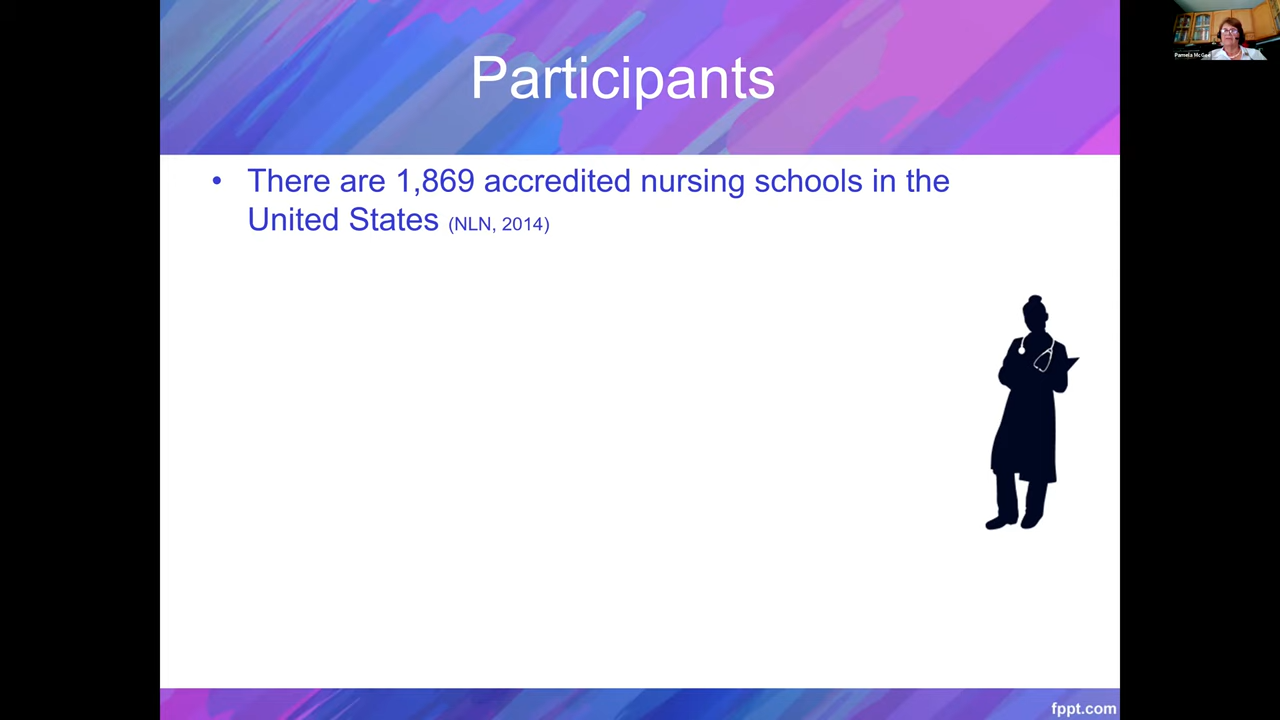 Participants
• There are 1,869 accredited nursing schools in the
United States (NLN, 2014)
fppt.com